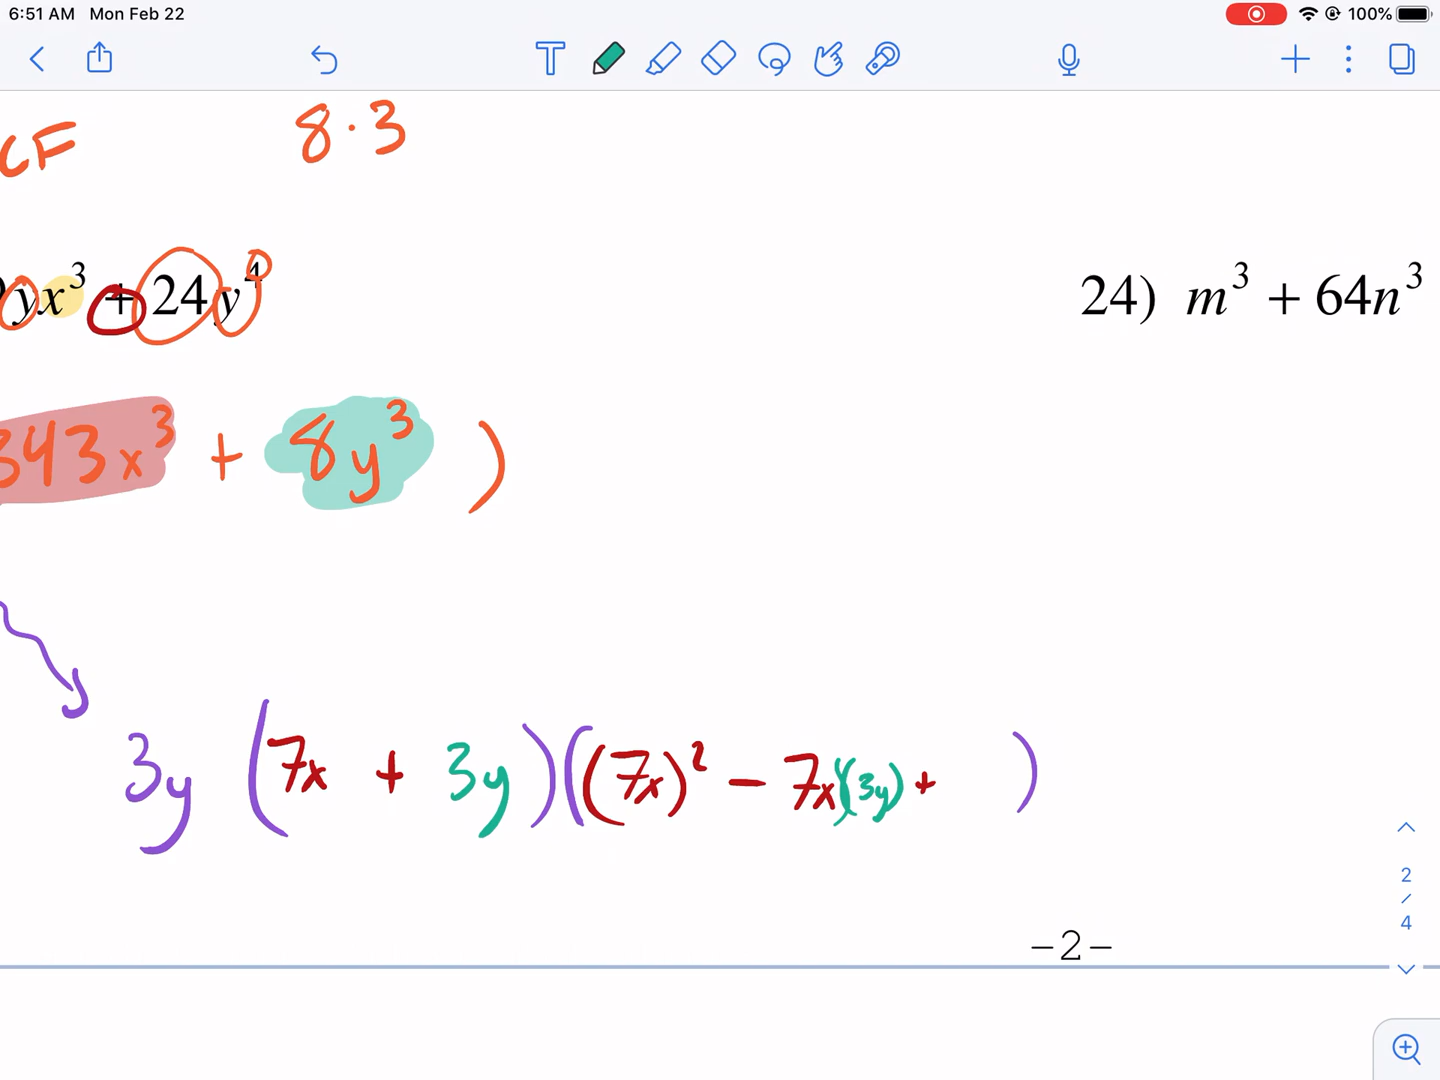 6:51 AM Mon Feb 22 100%
CF 8·3
yx³ + 24y⁴ 24) m³ + 64n³
343x³ + 8y³ )
3y (7x + 3y)((7x)² − 7x(3y) + )
2
/
4
-2-